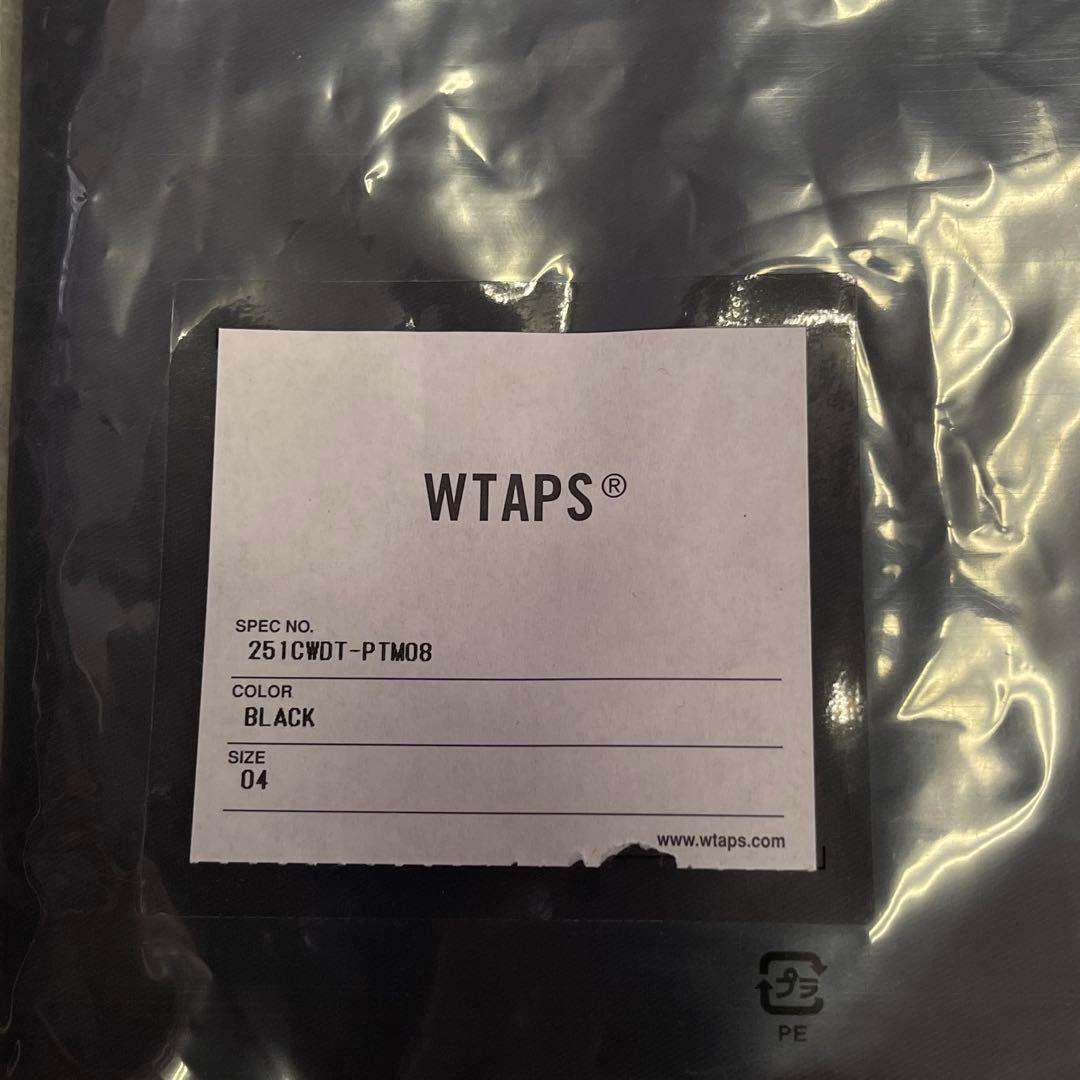 WTAPS®
SPEC NO.
251CWDT-PTM08
COLOR
BLACK
SIZE
04
www.wtaps.com
プラ
PE